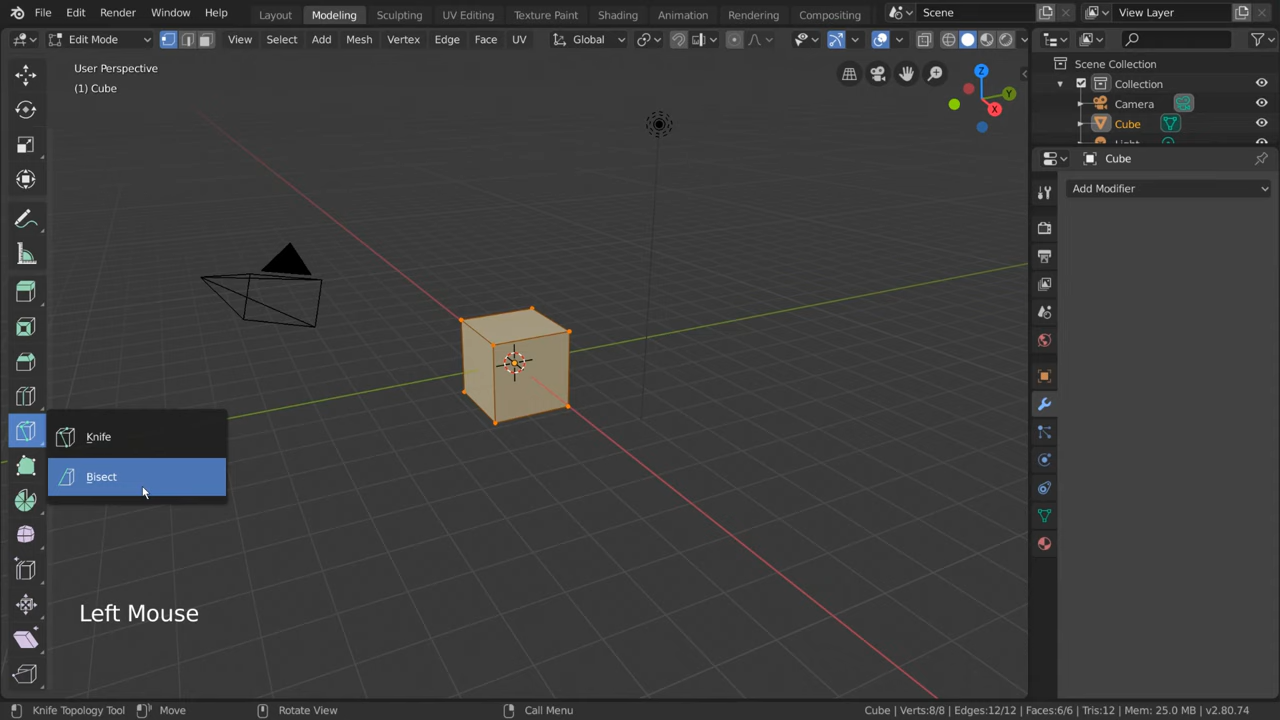 File Edit Render Window Help Layout Modeling Sculpting UV Editing Texture Paint Shading Animation Rendering Compositing Scene View Layer
Edit Mode View Select Add Mesh Vertex Edge Face UV Global
User Perspective
(1) Cube
Z
Y
X
Scene Collection
Collection
Camera
Cube
Light
Cube
Add Modifier
Knife
Bisect
Left Mouse
Knife Topology Tool Move Rotate View Call Menu Cube | Verts:8/8 | Edges:12/12 | Faces:6/6 | Tris:12 | Mem: 25.0 MB | v2.80.74